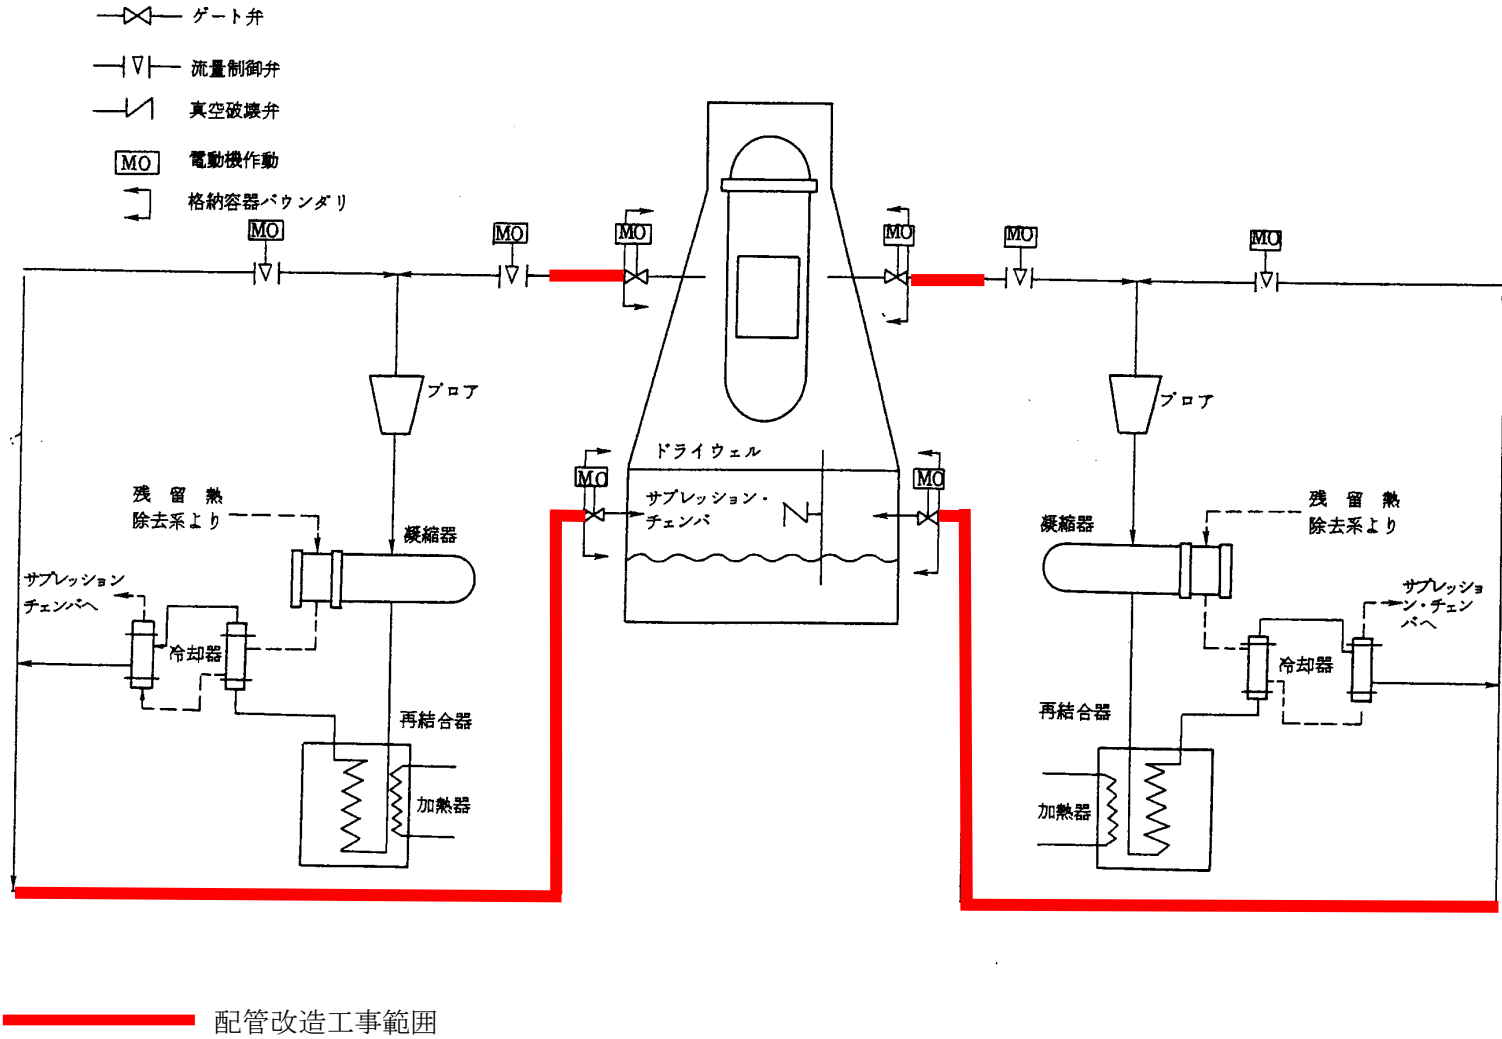 ゲート弁
流量制御弁
真空破壊弁
MO 電動機作動
格納容器バウンダリ
MO
MO
MO
MO
MO
MO
ブロア
ブロア
ドライウェル
MO
MO
サプレッション・
チェンバ
残留熱
除去系より
残留熱
除去系より
凝縮器
凝縮器
サプレッション
チェンバへ
サプレッショ
ン・チェン
バへ
冷却器
冷却器
再結合器
再結合器
加熱器
加熱器
配管改造工事範囲